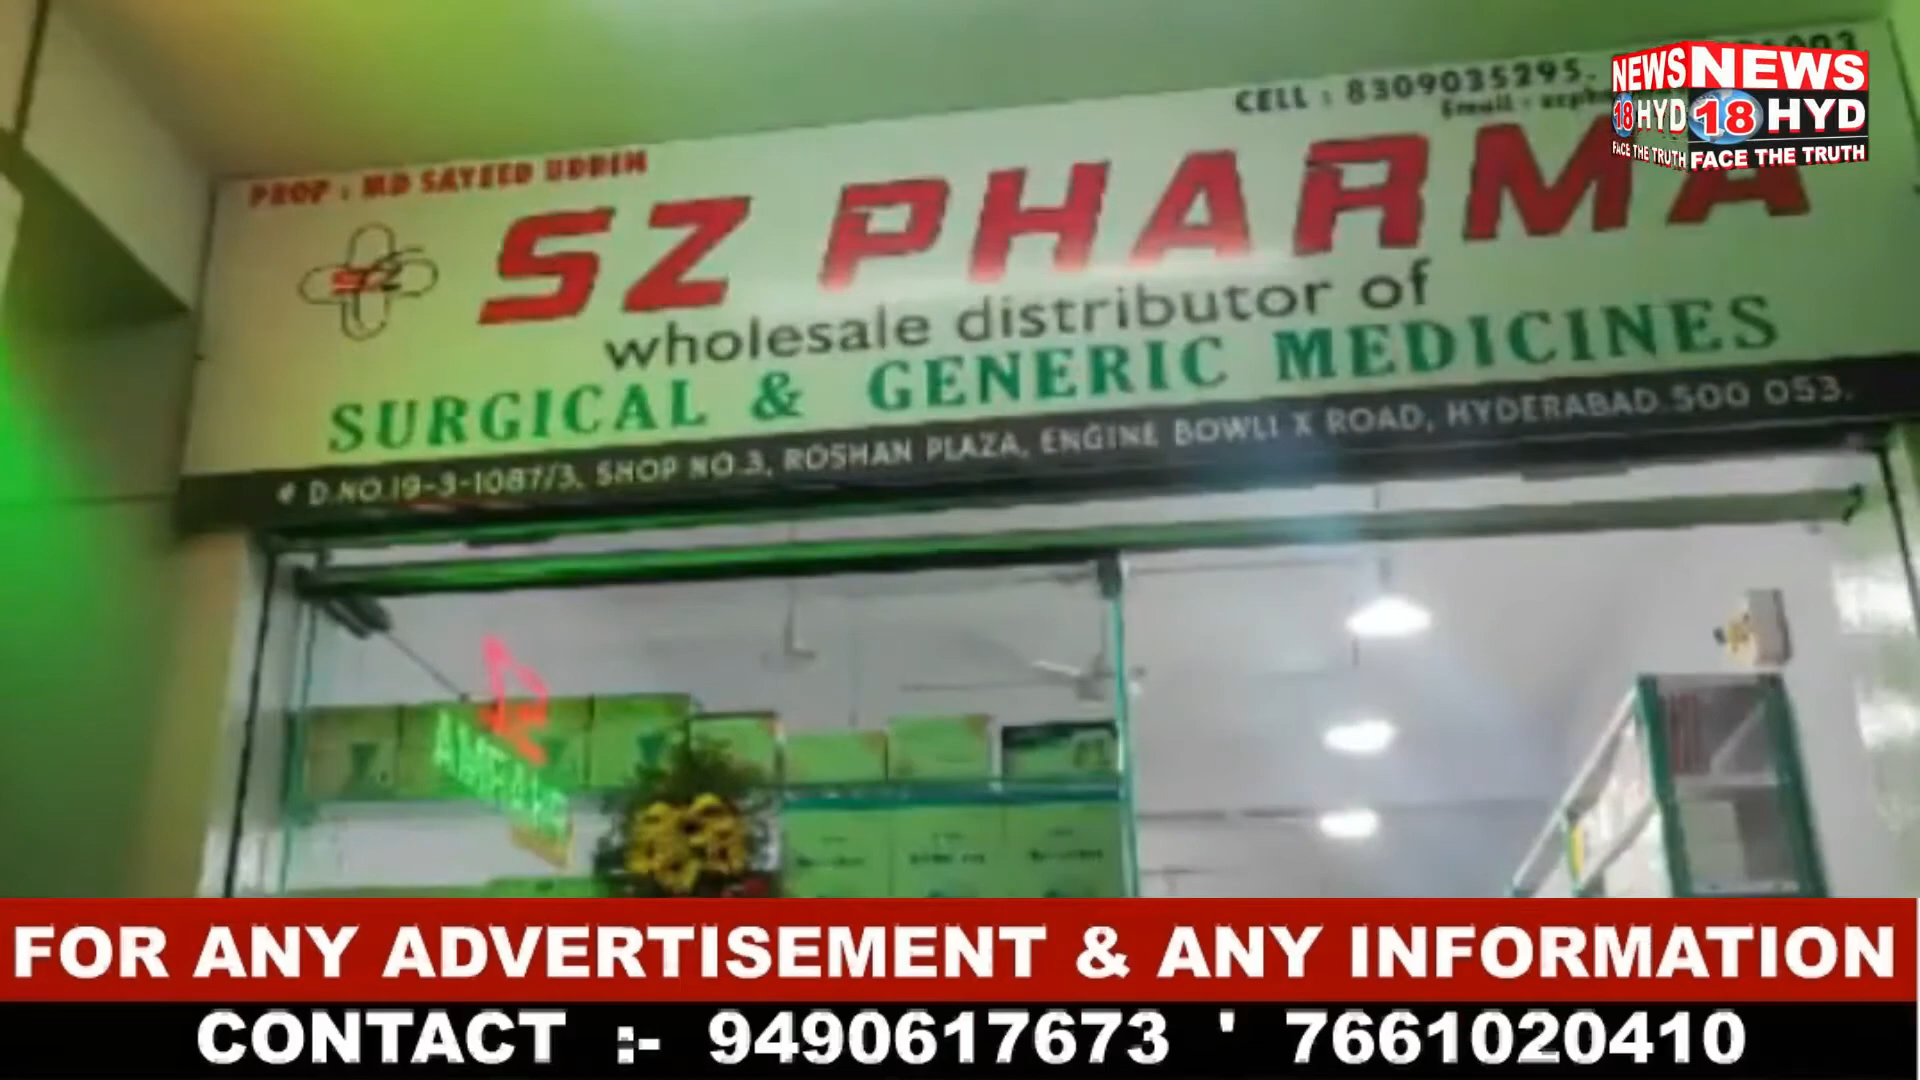 CELL : 8309035295.
PROP : MD SAYEED UDDIN
SZ PHARMA
wholesale distributor of
SURGICAL & GENERIC MEDICINES
# D.NO.19-3-1087/3, SHOP NO.3, ROSHAN PLAZA, ENGINE BOWLI X ROAD, HYDERABAD.500 053.
NEWS NEWS
18 HYD 18 HYD
FACE THE TRUTH FACE THE TRUTH
FOR ANY ADVERTISEMENT & ANY INFORMATION
CONTACT :- 9490617673 ' 7661020410